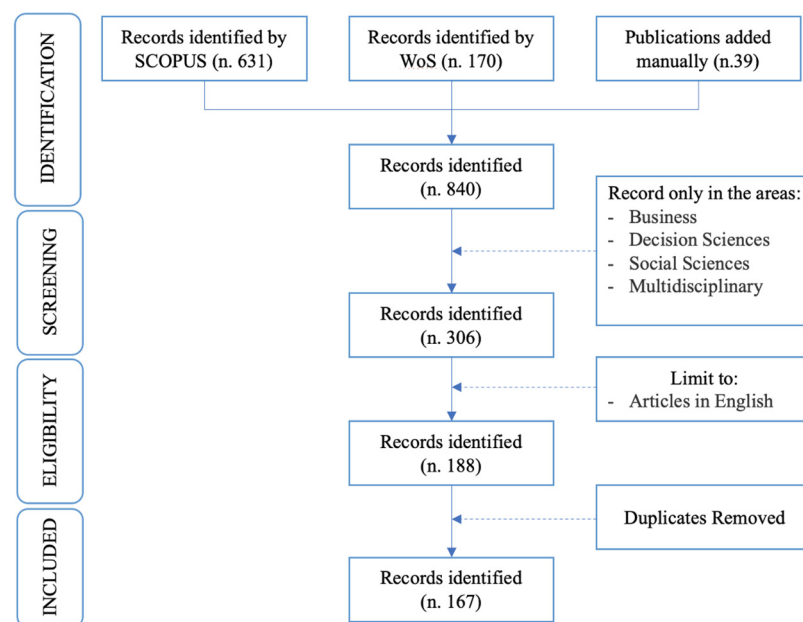 IDENTIFICATION
Records identified by
SCOPUS (n. 631)
Records identified by
WoS (n. 170)
Publications added
manually (n.39)
Records identified
(n. 840)
Record only in the areas:
- Business
- Decision Sciences
- Social Sciences
- Multidisciplinary
SCREENING
Records identified
(n. 306)
Limit to:
- Articles in English
ELIGIBILITY
Records identified
(n. 188)
Duplicates Removed
INCLUDED
Records identified
(n. 167)